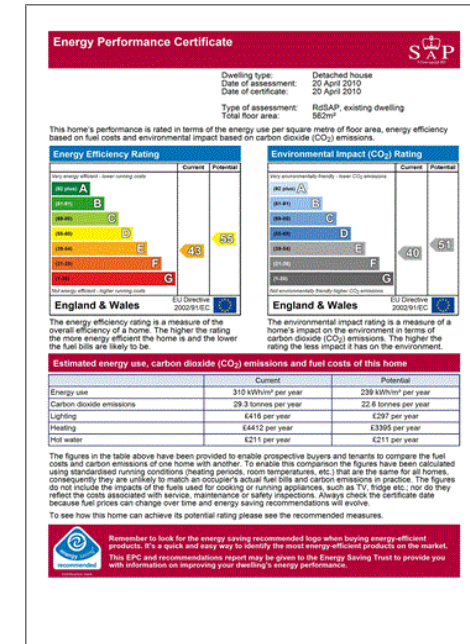 Energy Performance Certificate
SAP
Dwelling type: Detached house
Date of assessment: 20 April 2010
Date of certificate: 20 April 2010
Type of assessment: RdSAP, existing dwelling
Total floor area: 562m²
This home's performance is rated in terms of the energy use per square metre of floor area, energy efficiency
based on fuel costs and environmental impact based on carbon dioxide (CO₂) emissions.
Energy Efficiency Rating
Current Potential
Very energy efficient - lower running costs
(92 plus) A
(81-91) B
(69-80) C
(55-68) D
(39-54) E
(21-38) F
(1-20) G
43
55
Not energy efficient - higher running costs
England & Wales
EU Directive
2002/91/EC
Environmental Impact (CO₂) Rating
Current Potential
Very environmentally friendly - lower CO₂ emissions
(92 plus) A
(81-91) B
(69-80) C
(55-68) D
(39-54) E
(21-38) F
(1-20) G
40
51
Not environmentally friendly - higher CO₂ emissions
England & Wales
EU Directive
2002/91/EC
The energy efficiency rating is a measure of the
overall efficiency of a home. The higher the rating
the more energy efficient the home is and the lower
the fuel bills are likely to be.
The environmental impact rating is a measure of a
home's impact on the environment in terms of
carbon dioxide (CO₂) emissions. The higher the
rating the less impact it has on the environment.
Estimated energy use, carbon dioxide (CO₂) emissions and fuel costs of this home
Current Potential
Energy use 310 kWh/m² per year 239 kWh/m² per year
Carbon dioxide emissions 29.3 tonnes per year 22.6 tonnes per year
Lighting £416 per year £297 per year
Heating £4412 per year £3395 per year
Hot water £211 per year £211 per year
The figures in the table above have been provided to enable prospective buyers and tenants to compare the fuel
costs and carbon emissions of one home with another. To enable this comparison the figures have been calculated
using standardised running conditions (heating periods, room temperatures, etc.) that are the same for all homes,
consequently they are unlikely to match an occupier's actual fuel bills and carbon emissions in practice. The figures
do not include the impacts of the fuels used for cooking or running appliances, such as TV, fridge etc.; nor do they
reflect the costs associated with service, maintenance or safety inspections. Always check the certificate date
because fuel prices can change over time and energy saving recommendations will evolve.
To see how this home can achieve its potential rating please see the recommended measures.
energy saving
recommended
Remember to look for the energy saving recommended logo when buying energy-efficient
products. It's a quick and easy way to identify the most energy-efficient products on the market.
This EPC and recommendations report may be given to the Energy Saving Trust to provide you
with information on improving your dwelling's energy performance.